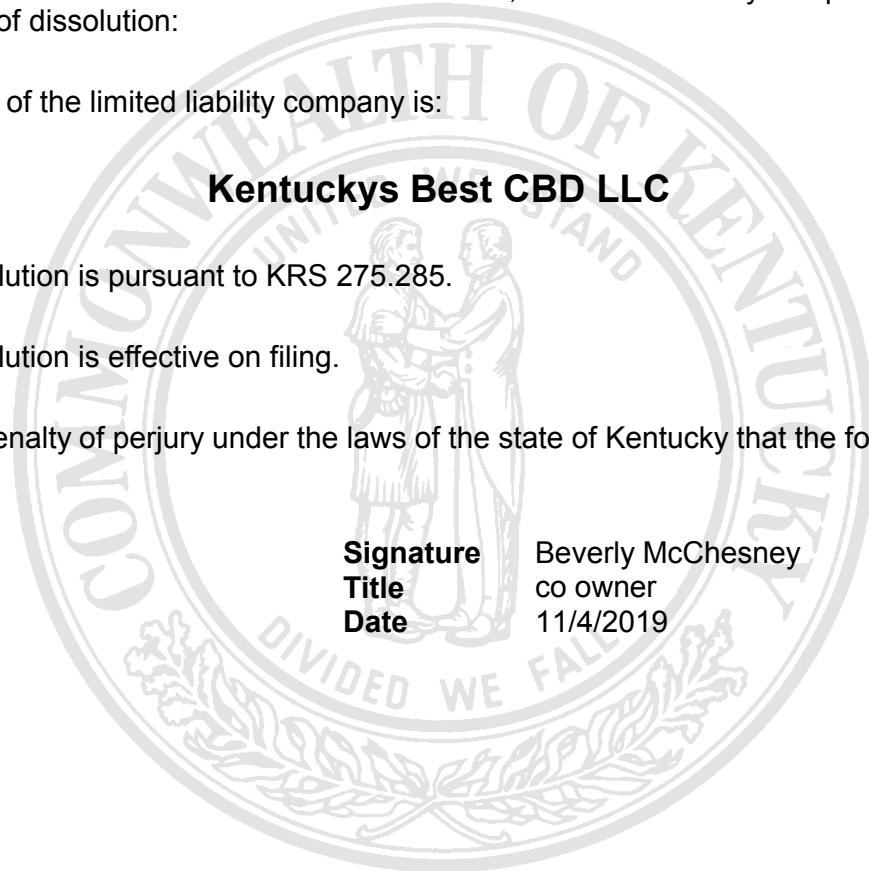 of dissolution:
of the limited liability company is:
Kentuckys Best CBD LLC
lution is pursuant to KRS 275.285.
lution is effective on filing.
enalty of perjury under the laws of the state of Kentucky that the fo
Signature Beverly McChesney
Title co owner
Date 11/4/2019
COMMONWEALTH OF KENTUCKY
UNITED WE STAND
DIVIDED WE FALL